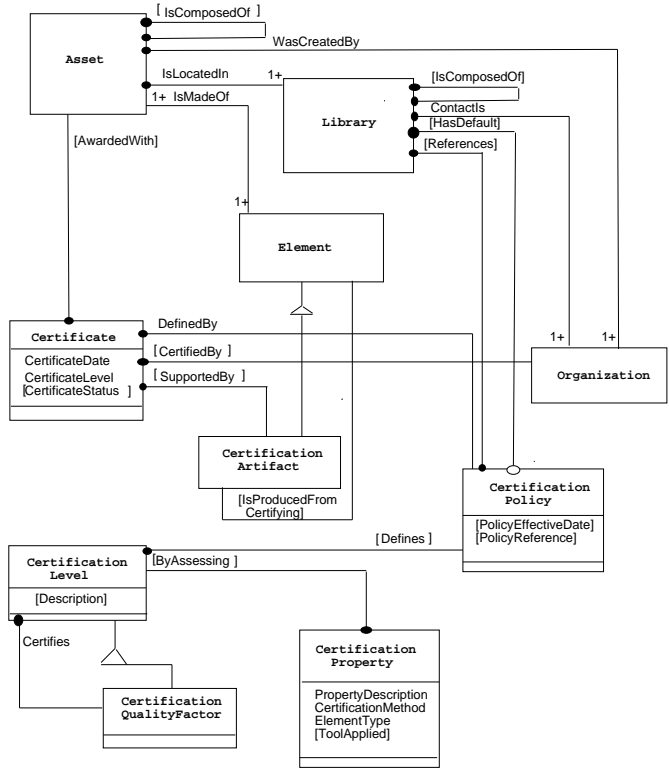 [ IsComposedOf ]
WasCreatedBy
Asset
IsLocatedIn
1+
[IsComposedOf]
1+ IsMadeOf
ContactIs
Library
[HasDefault]
[AwardedWith]
[References]
1+
Element
DefinedBy
Certificate
1+
1+
[CertifiedBy ]
CertificateDate
CertificateLevel
[CertificateStatus ]
[SupportedBy ]
Organization
Certification
Artifact
Certification
Policy
[IsProducedFrom
Certifying]
[PolicyEffectiveDate]
[PolicyReference]
[Defines ]
Certification
Level
[ByAssessing ]
[Description]
Certifies
Certification
Property
Certification
QualityFactor
PropertyDescription
CertificationMethod
ElementType
[ToolApplied]